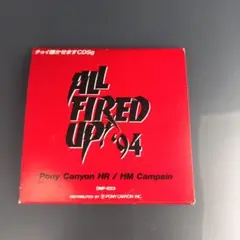 チョイ聴かせますCDSg
ALL
FIRED
UP! '94
Pony Canyon HR / HM Campain
DISTRIBUTED BY PONY CANYON INC.